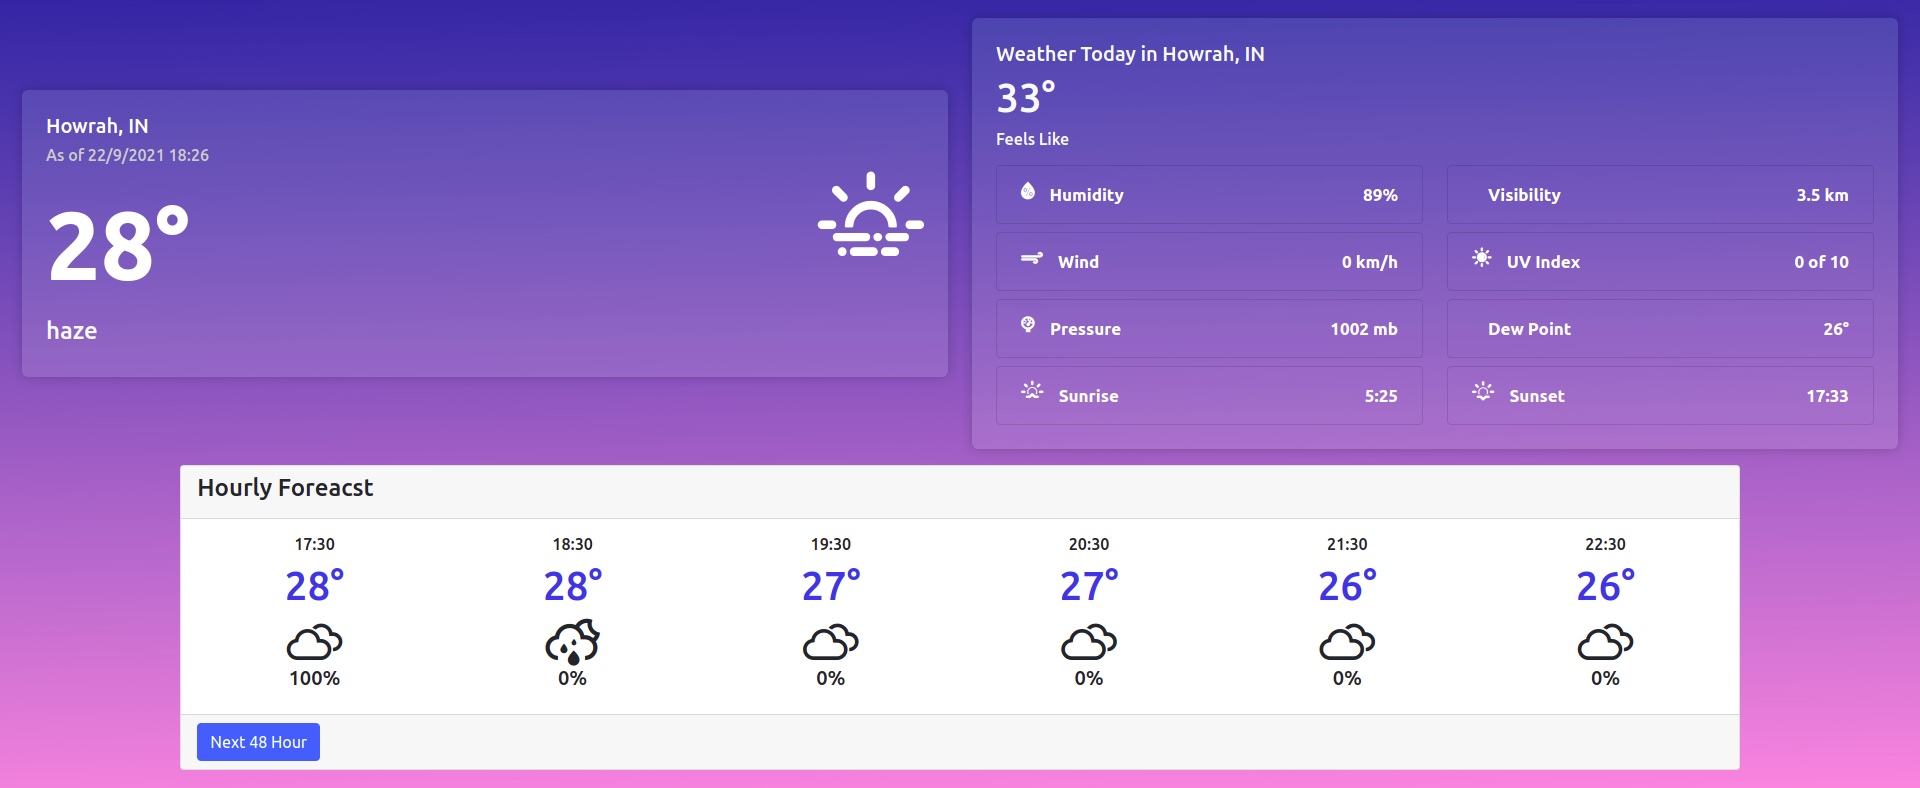 Howrah, IN
As of 22/9/2021 18:26
28°
haze
Weather Today in Howrah, IN
33°
Feels Like
Humidity 89%
Visibility 3.5 km
Wind 0 km/h
UV Index 0 of 10
Pressure 1002 mb
Dew Point 26°
Sunrise 5:25
Sunset 17:33
Hourly Foreacst
17:30 18:30 19:30 20:30 21:30 22:30
28° 28° 27° 27° 26° 26°
100% 0% 0% 0% 0% 0%
Next 48 Hour